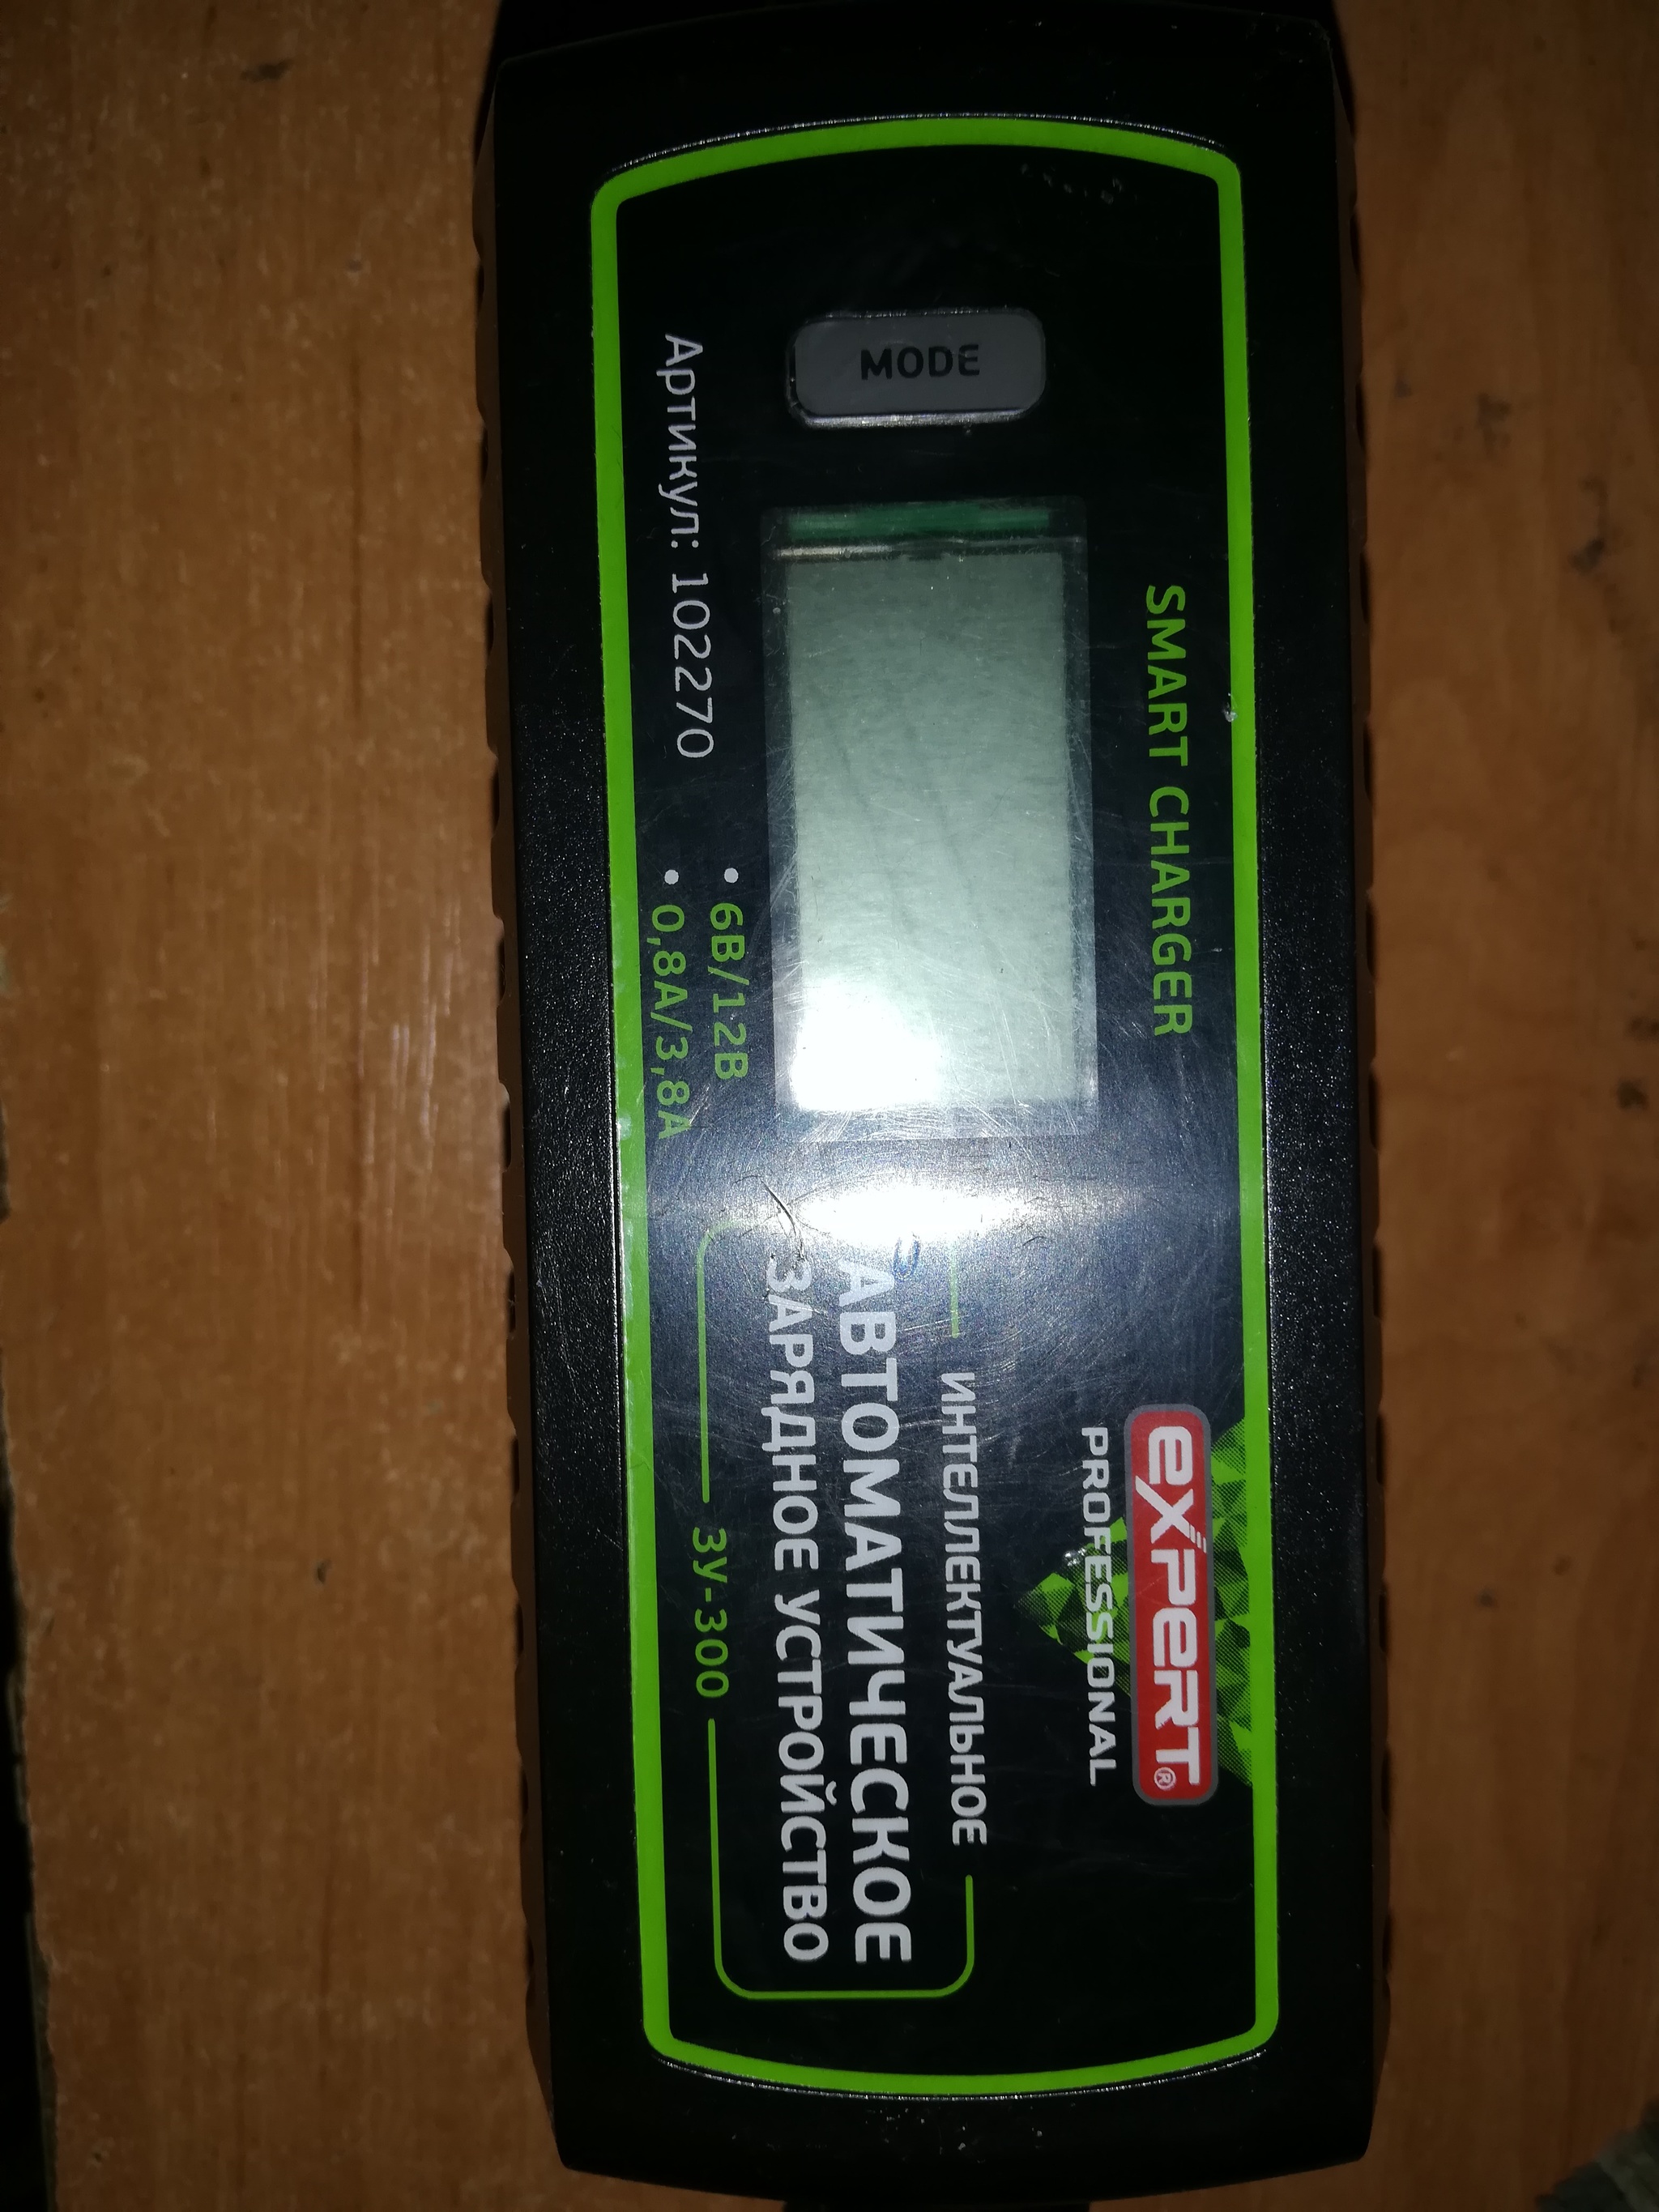 SMART CHARGER
MODE
Артикул: 102270
• 6В/12В
• 0,8А/3,8А
eXPERT®
PROFESSIONAL
ИНТЕЛЛЕКТУАЛЬНОЕ
АВТОМАТИЧЕСКОЕ
ЗАРЯДНОЕ УСТРОЙСТВО
ЗУ-300